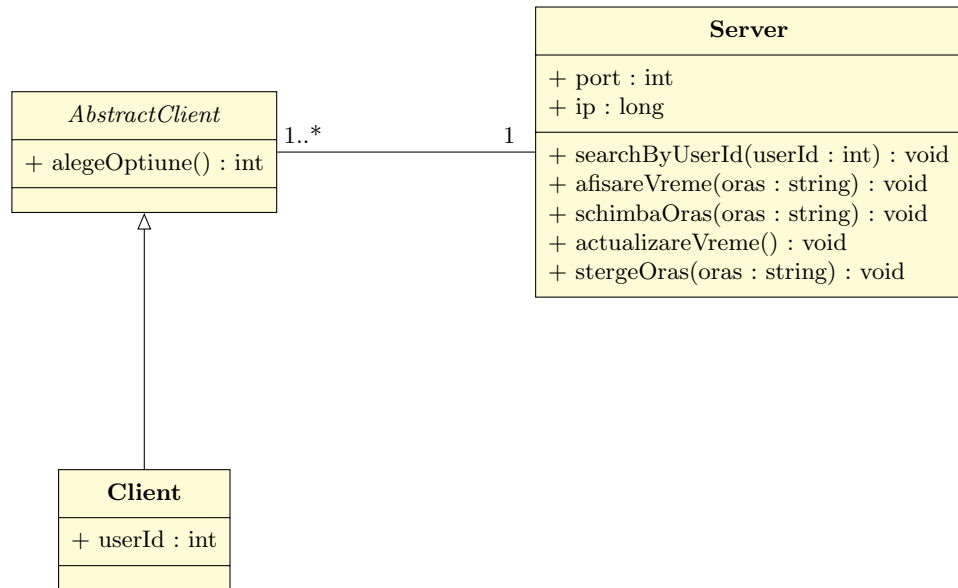 AbstractClient
+ alegeOptiune() : int
1..*
1
Server
+ port : int
+ ip : long
+ searchByUserId(userId : int) : void
+ afisareVreme(oras : string) : void
+ schimbaOras(oras : string) : void
+ actualizareVreme() : void
+ stergeOras(oras : string) : void
Client
+ userId : int